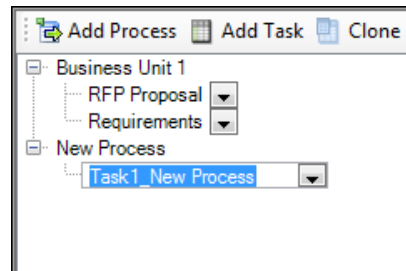 Add Process Add Task Clone
Business Unit 1
RFP Proposal
Requirements
New Process
Task1_New Process